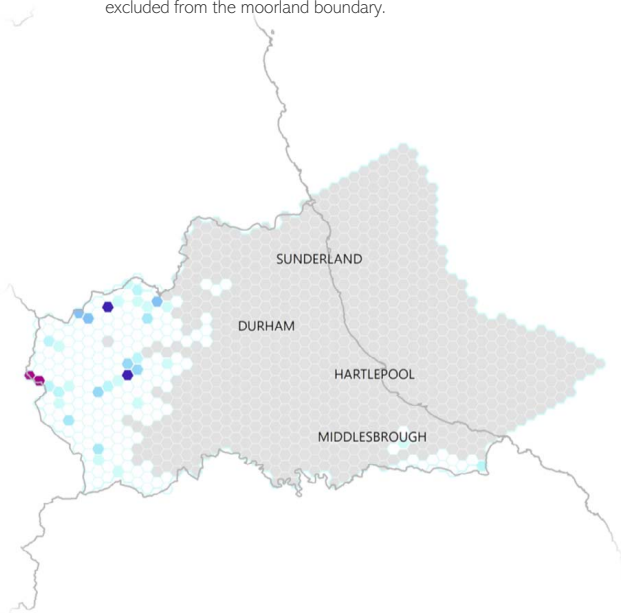 excluded from the moorland boundary.
SUNDERLAND
DURHAM
HARTLEPOOL
MIDDLESBROUGH